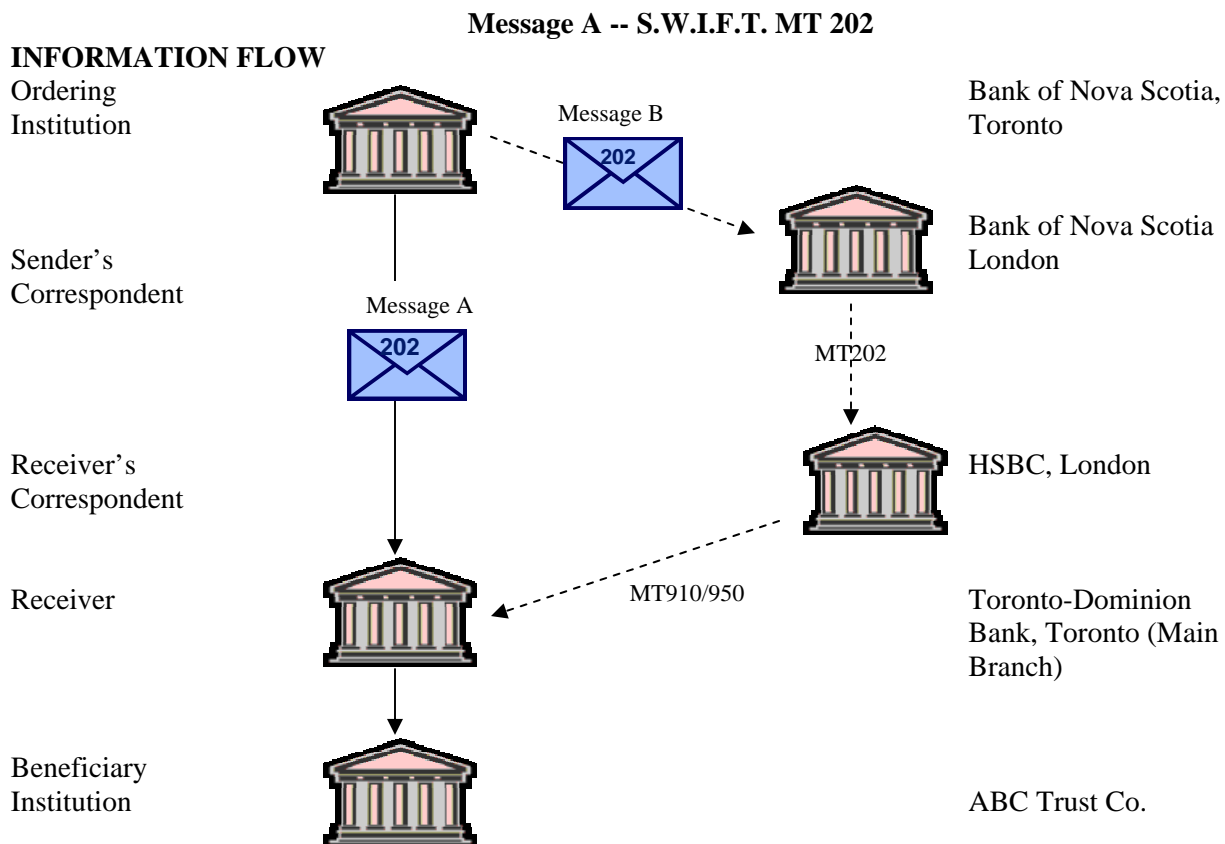 Message A -- S.W.I.F.T. MT 202
INFORMATION FLOW
Ordering
Institution
Message B
202
Bank of Nova Scotia,
Toronto
Sender's
Correspondent
Bank of Nova Scotia
London
Message A
202
MT202
Receiver's
Correspondent
HSBC, London
Receiver
MT910/950
Toronto-Dominion
Bank, Toronto (Main
Branch)
Beneficiary
Institution
ABC Trust Co.